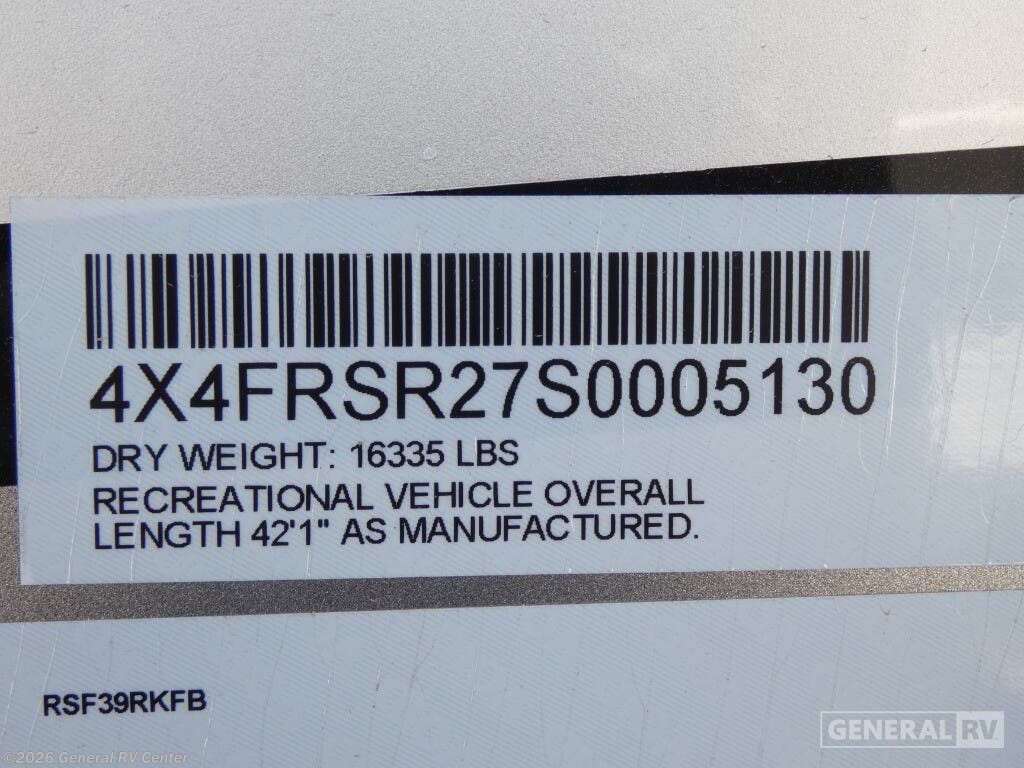 4X4FRSR27S0005130
DRY WEIGHT: 16335 LBS
RECREATIONAL VEHICLE OVERALL
LENGTH 42'1" AS MANUFACTURED.
RSF39RKFB
GENERAL RV
©2026 General RV Center